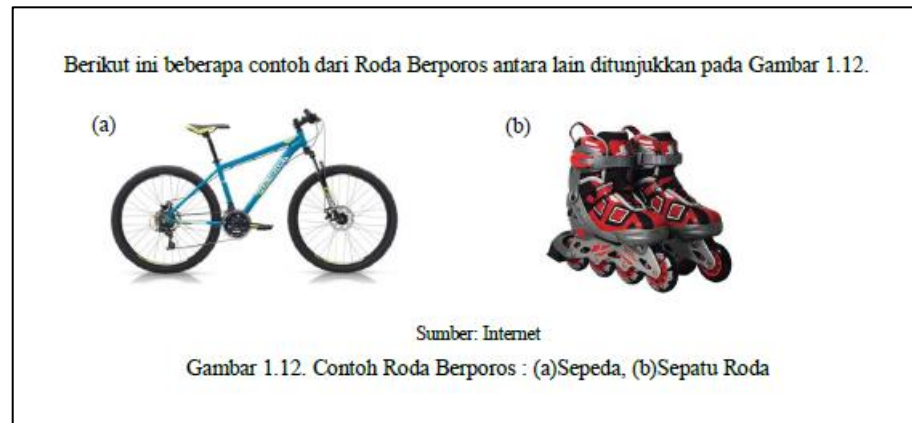 Berikut ini beberapa contoh dari Roda Berporos antara lain ditunjukkan pada Gambar 1.12.
(a)
(b)
Sumber: Internet
Gambar 1.12. Contoh Roda Berporos : (a)Sepeda, (b)Sepatu Roda